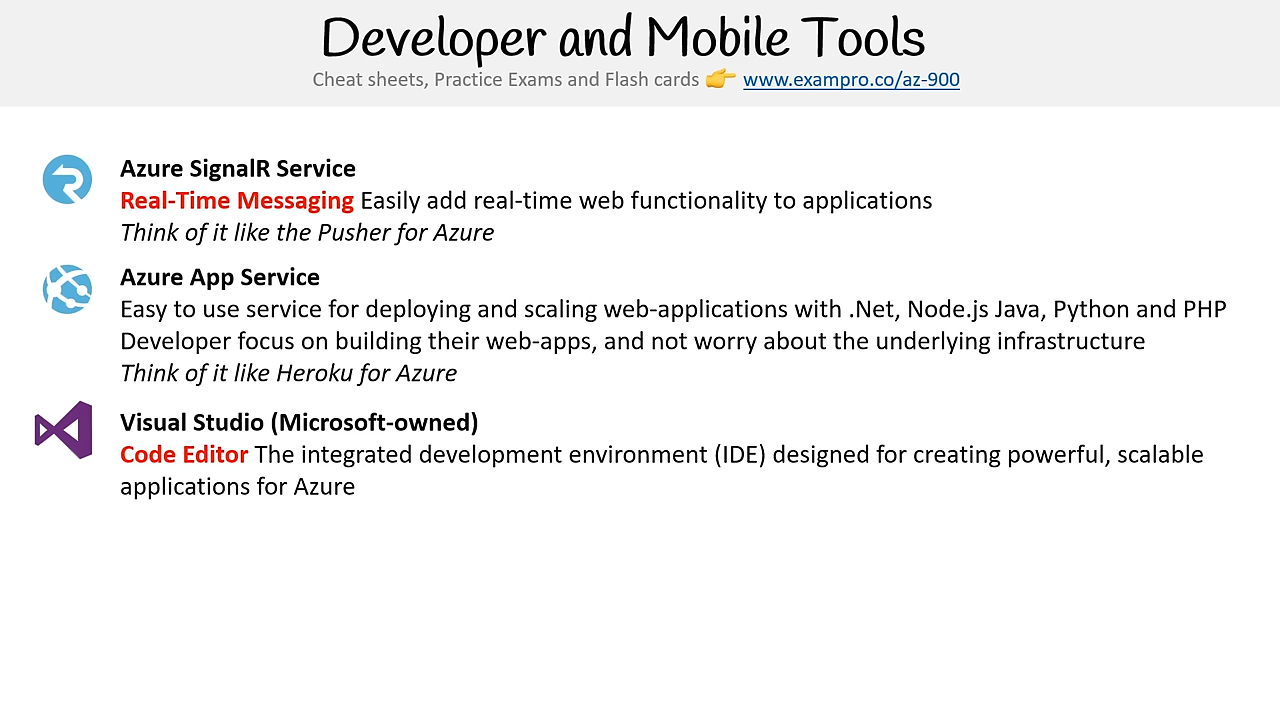 Developer and Mobile Tools
Cheat sheets, Practice Exams and Flash cards 👉 www.exampro.co/az-900
Azure SignalR Service
Real-Time Messaging Easily add real-time web functionality to applications
Think of it like the Pusher for Azure
Azure App Service
Easy to use service for deploying and scaling web-applications with .Net, Node.js Java, Python and PHP
Developer focus on building their web-apps, and not worry about the underlying infrastructure
Think of it like Heroku for Azure
Visual Studio (Microsoft-owned)
Code Editor The integrated development environment (IDE) designed for creating powerful, scalable
applications for Azure